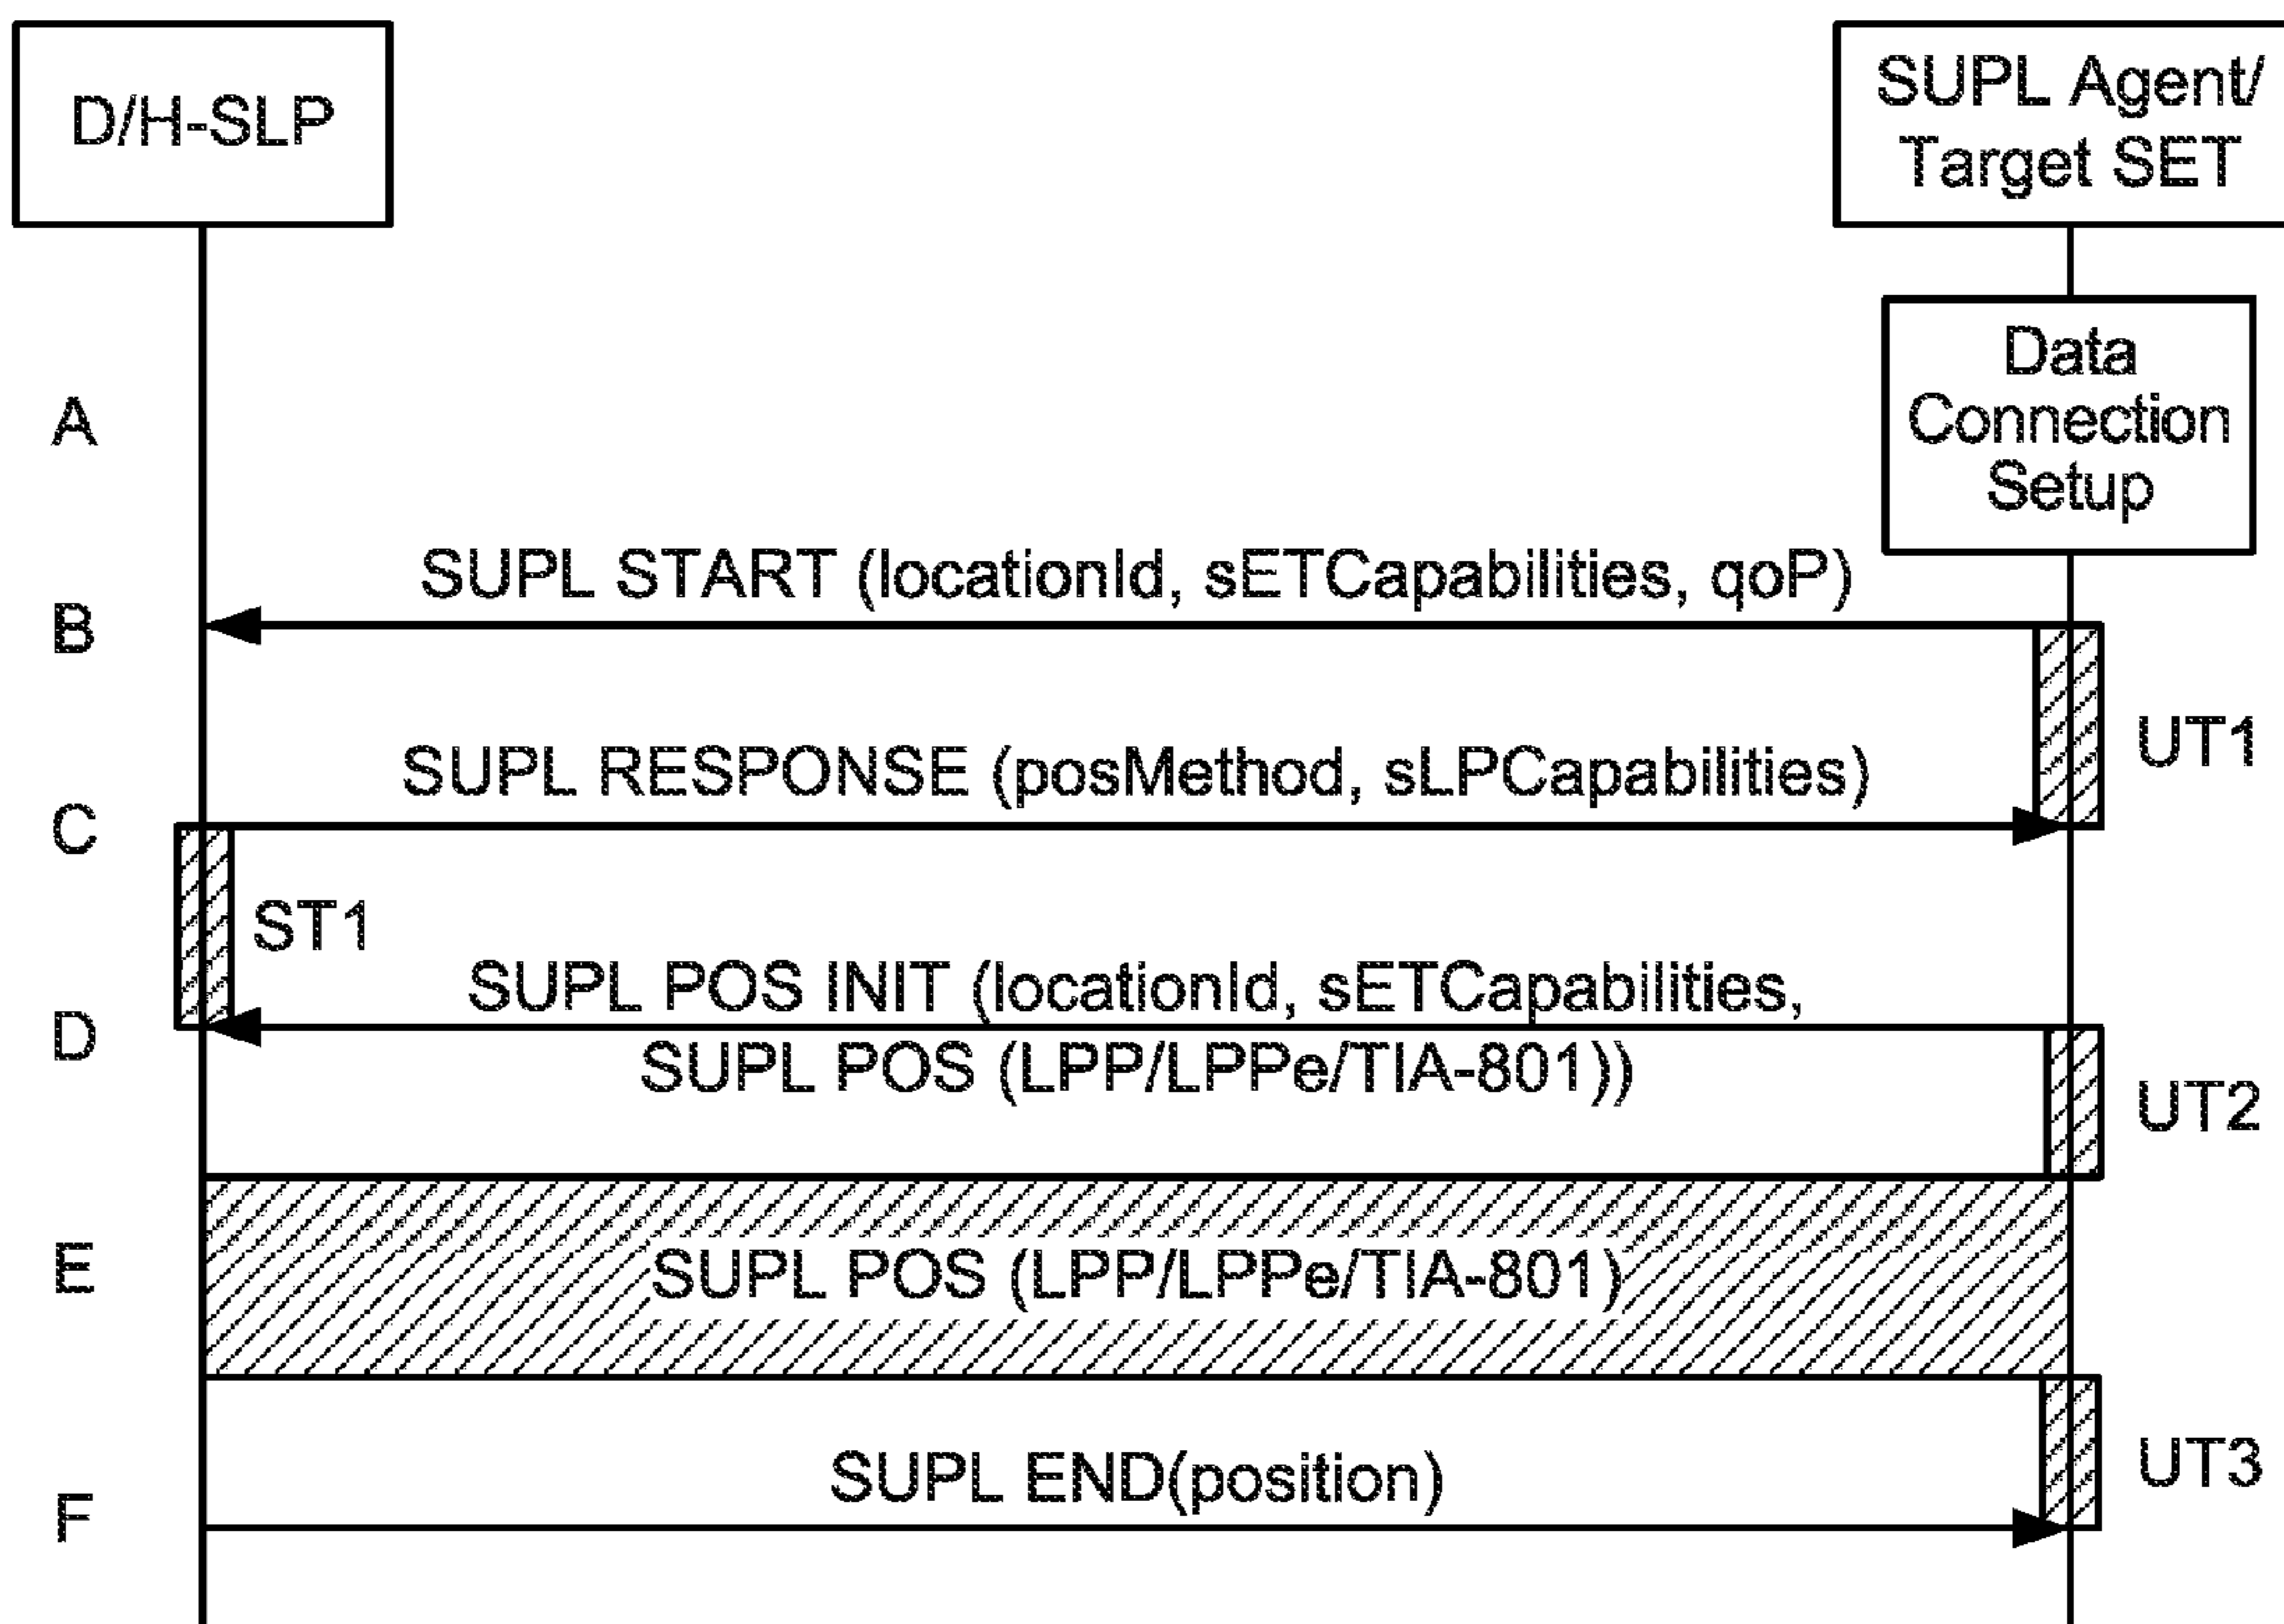 D/H-SLP
SUPL Agent/
Target SET
Data
Connection
Setup
A
SUPL START (locationId, sETCapabilities, qoP)
B
UT1
SUPL RESPONSE (posMethod, sLPCapabilities)
C
ST1
SUPL POS INIT (locationId, sETCapabilities,
D
SUPL POS (LPP/LPPe/TIA-801))
UT2
E
SUPL POS (LPP/LPPe/TIA-801)
SUPL END(position)
UT3
F